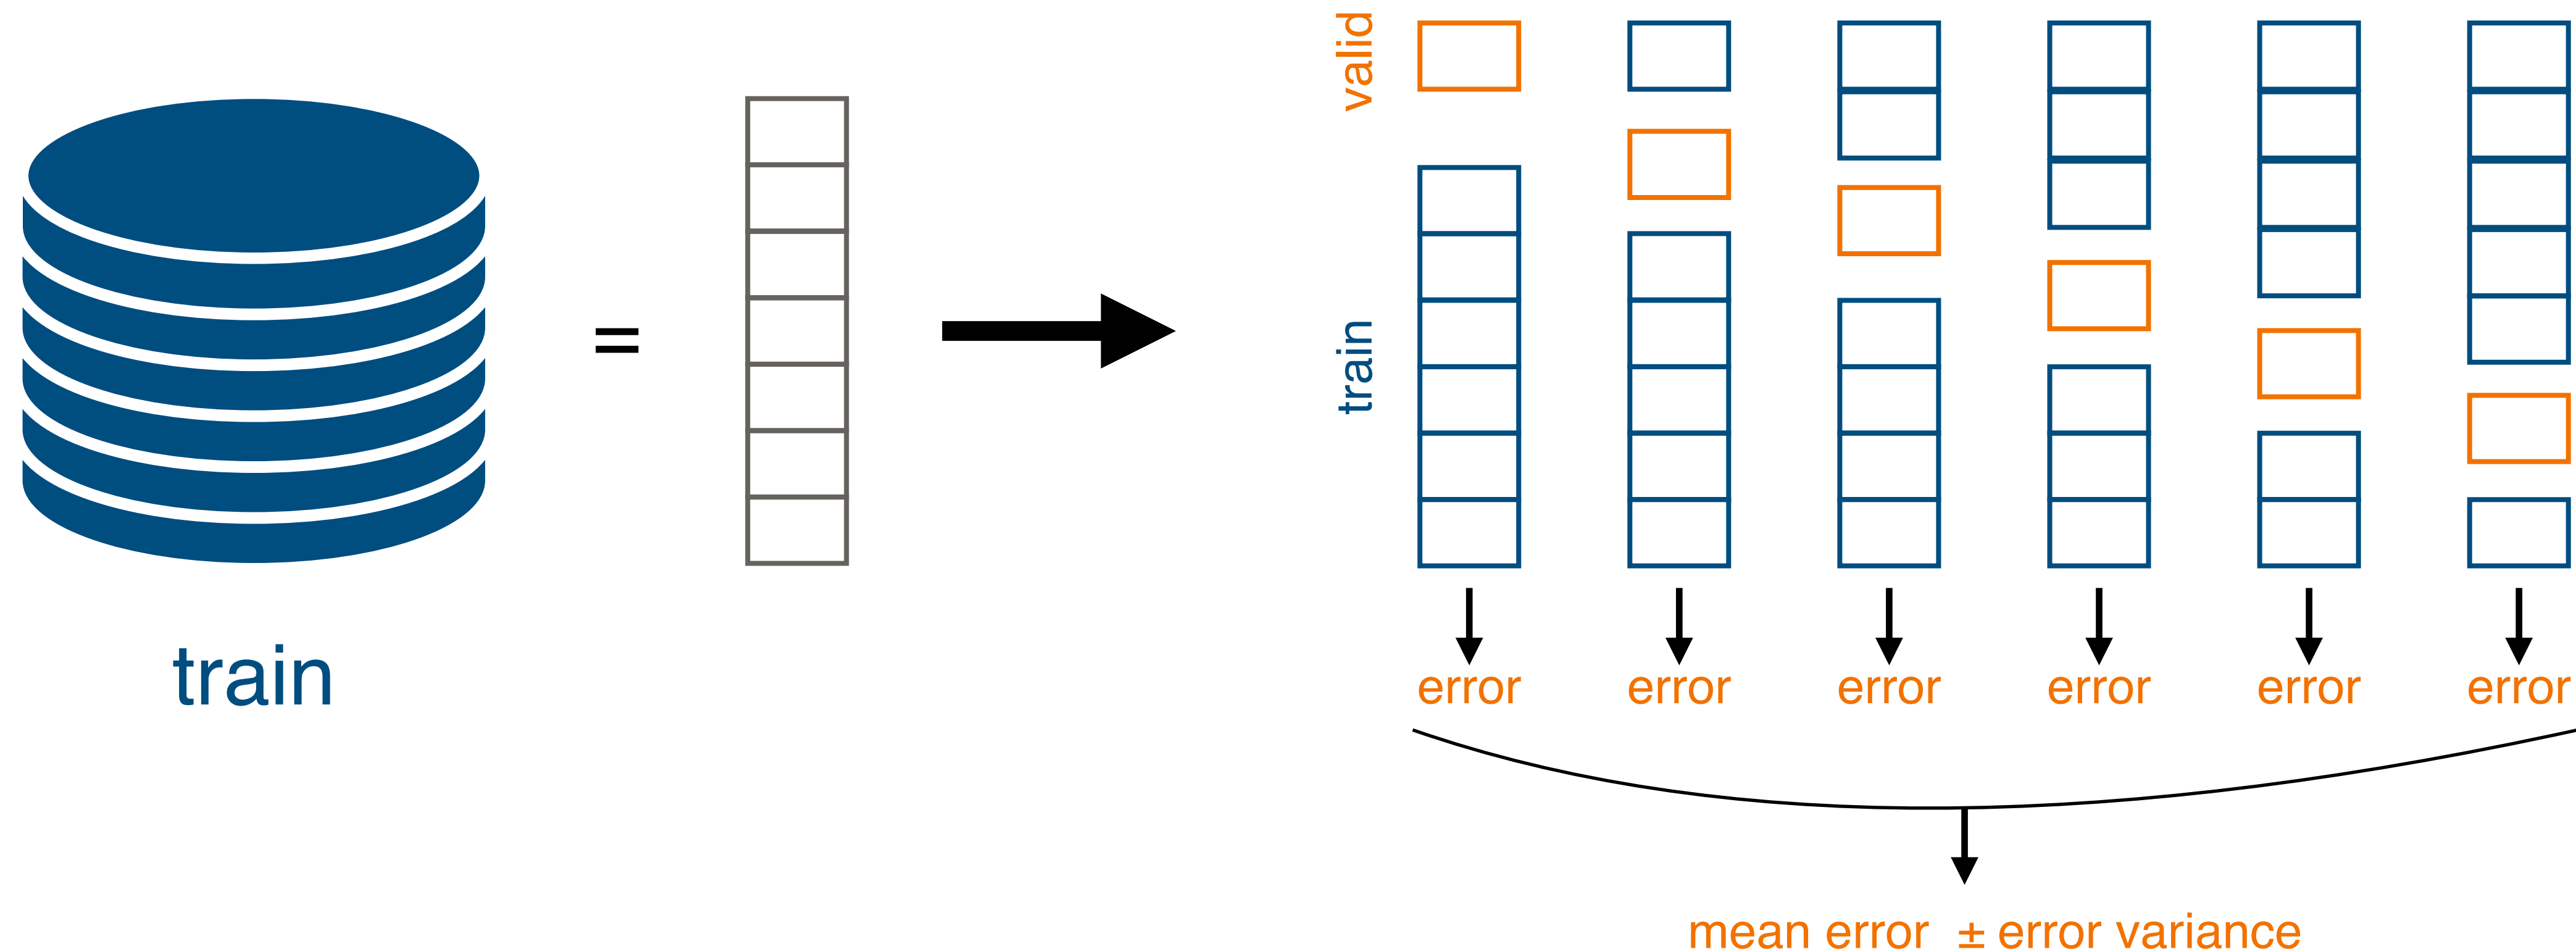 valid
train
=
train
error error error error error error
mean error ± error variance